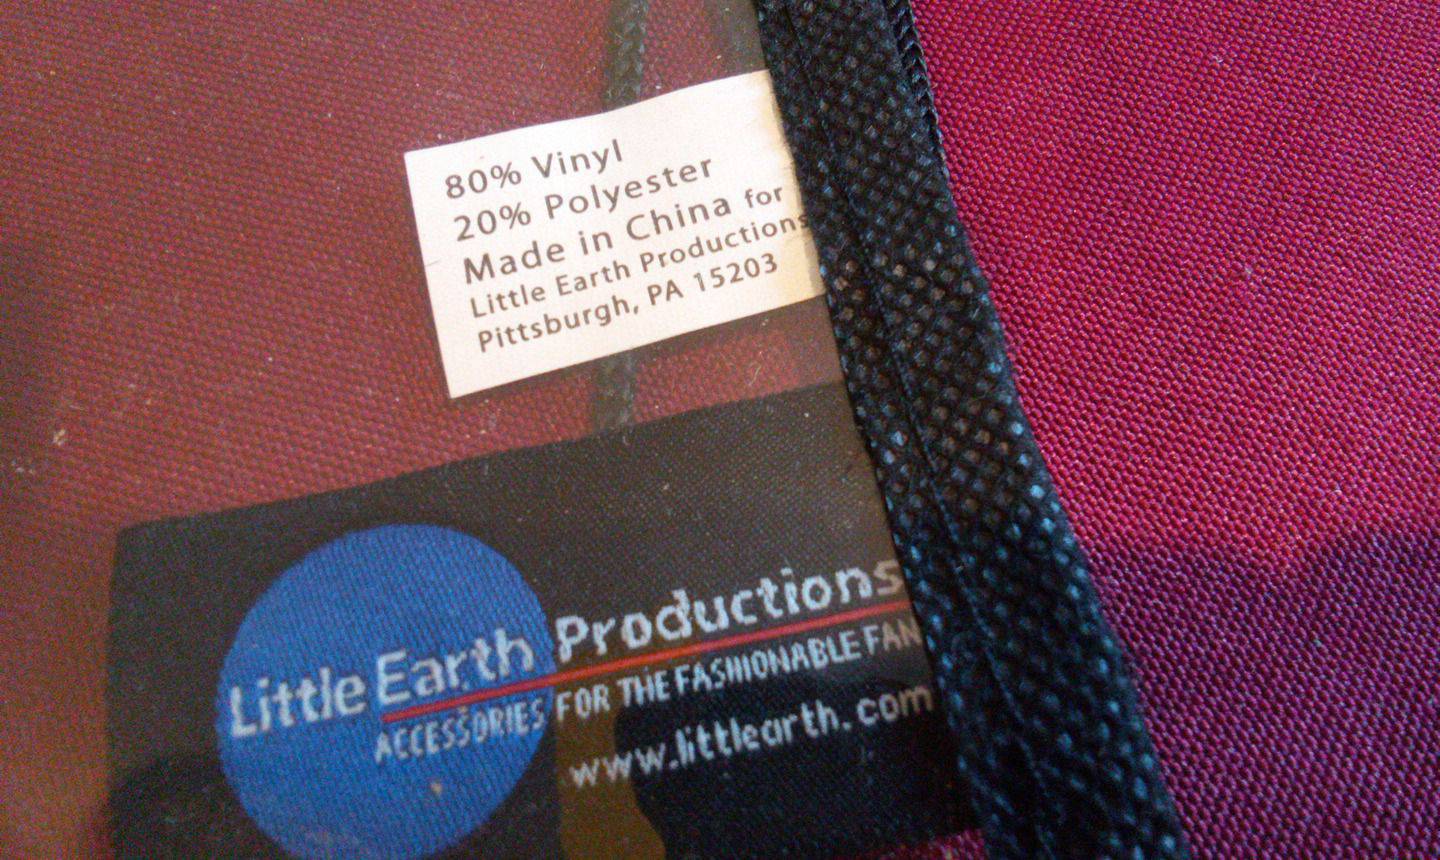 80% Vinyl
20% Polyester
Made in China for
Little Earth Productions
Pittsburgh, PA 15203
Little Earth Productions
ACCESSORIES FOR THE FASHIONABLE FAN
www.littlearth.com